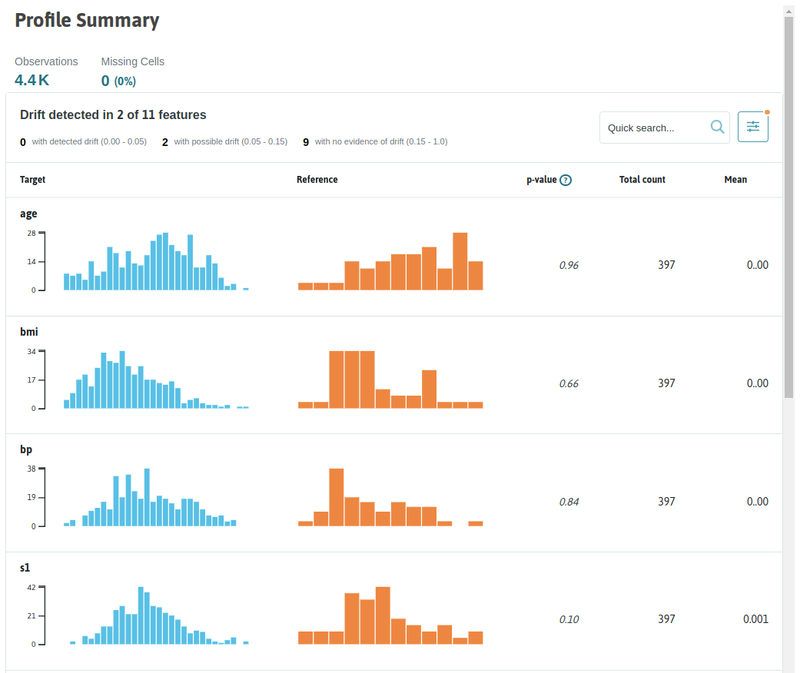 Profile Summary
Observations Missing Cells
4.4K 0 (0%)
Drift detected in 2 of 11 features
0 with detected drift (0.00 - 0.05) 2 with possible drift (0.05 - 0.15) 9 with no evidence of drift (0.15 - 1.0)
Quick search...
Target Reference p-value ? Total count Mean
age
28
14
0
0.96 397 0..00
bmi
34
17
0
0.66 397 0.00
bp
38
19
0
0.84 397 0..00
s1
42
21
0
0.10 397 0.001